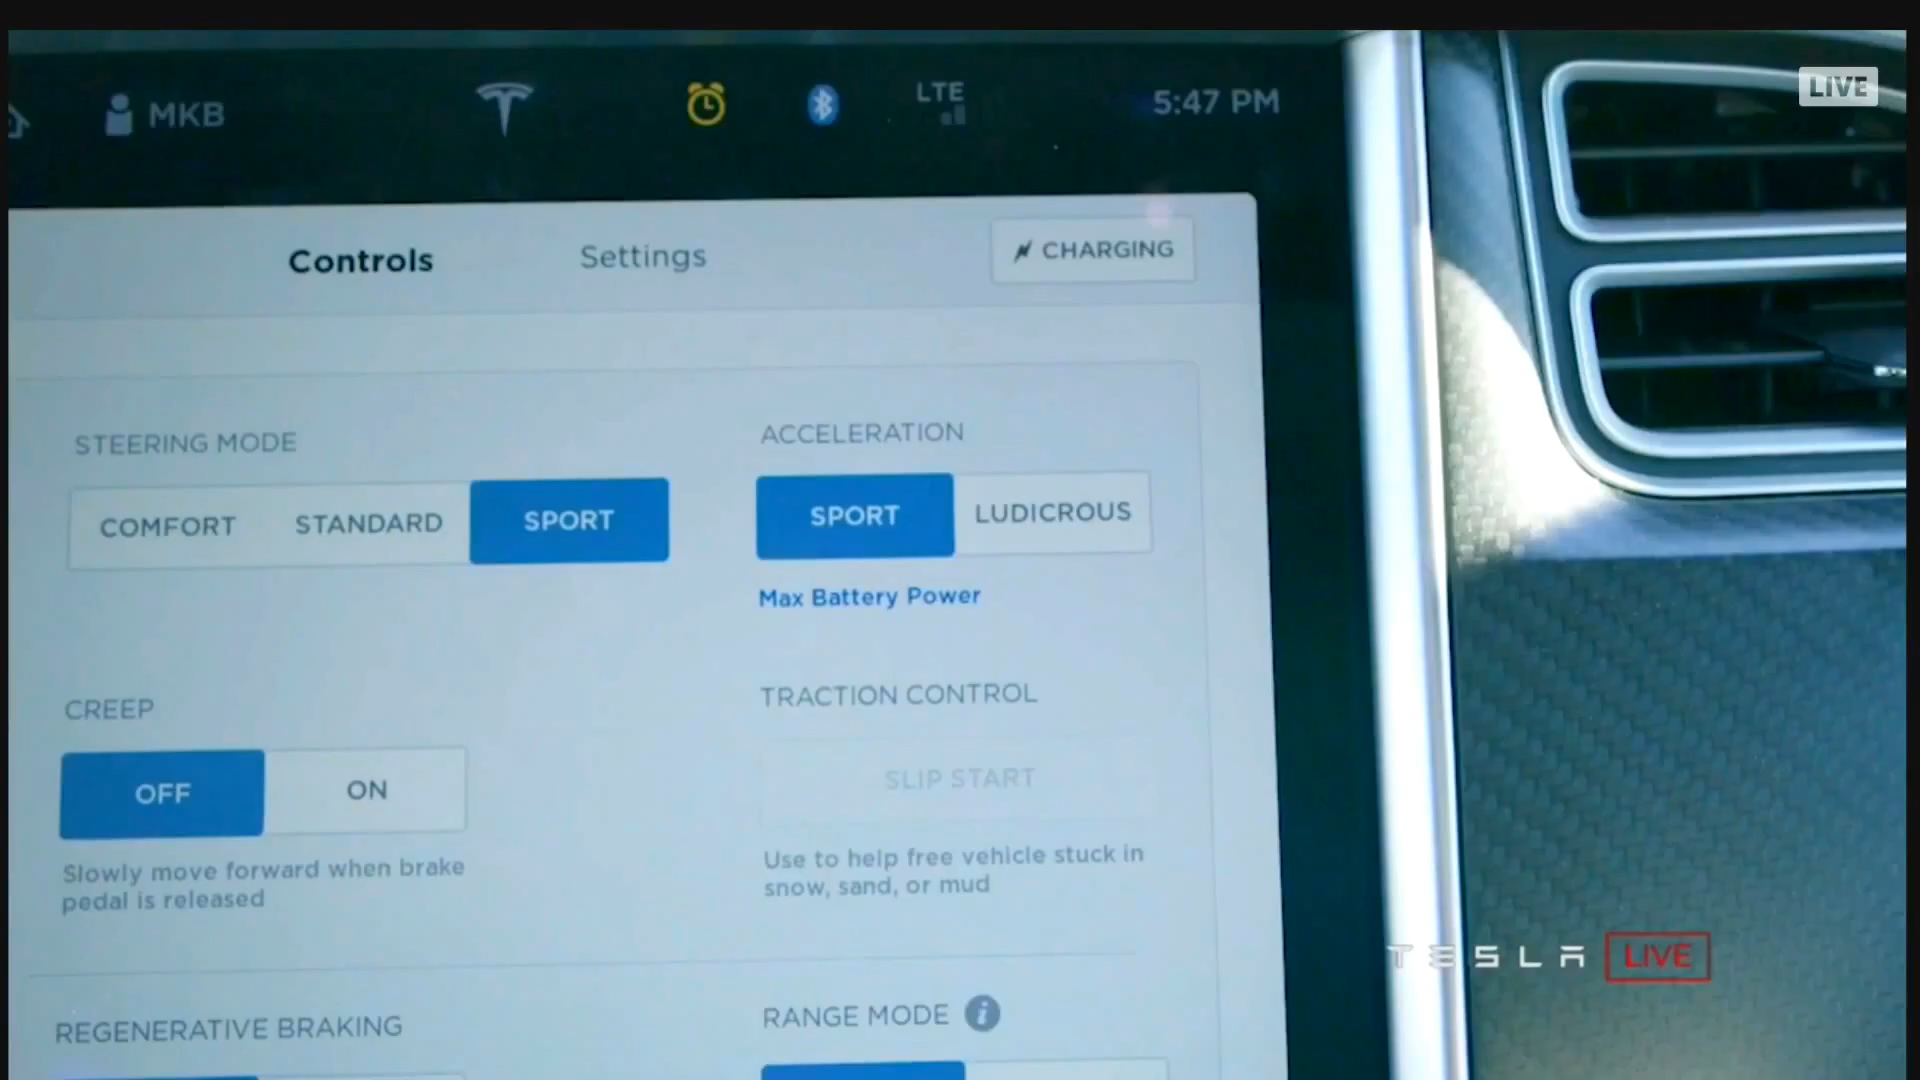 MKB
LTE
5:47 PM
LIVE
Controls
Settings
CHARGING
STEERING MODE
COMFORT STANDARD SPORT
ACCELERATION
SPORT LUDICROUS
Max Battery Power
CREEP
OFF ON
Slowly move forward when brake
pedal is released
TRACTION CONTROL
SLIP START
Use to help free vehicle stuck in
snow, sand, or mud
REGENERATIVE BRAKING
RANGE MODE
TESLA LIVE